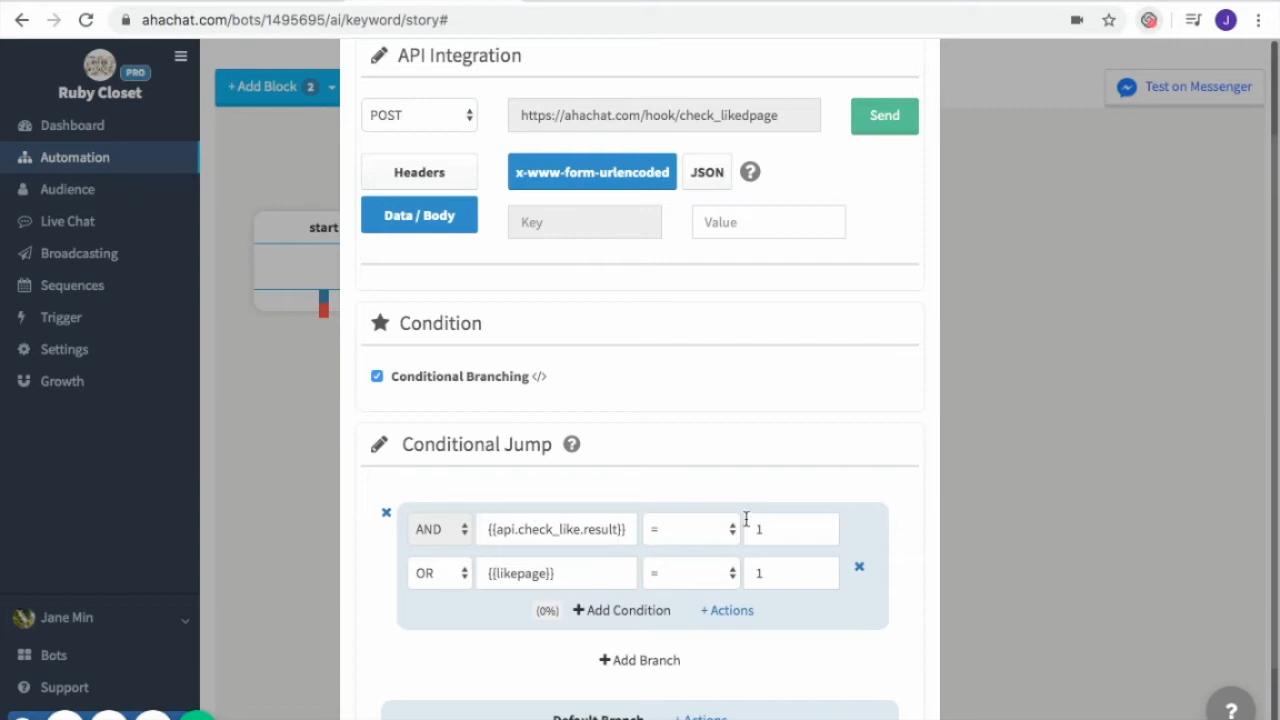 ahachat.com/bots/1495695/ai/keyword/story#
J
PRO
Ruby Closet
Dashboard
Automation
Audience
Live Chat
Broadcasting
Sequences
Trigger
Settings
Growth
Jane Min
Bots
Support
+ Add Block 2
Test on Messenger
start
API Integration
POST
https://ahachat.com/hook/check_likedpage
Send
Headers
x-www-form-urlencoded
JSON
?
Data / Body
Key
Value
Condition
Conditional Branching </>
Conditional Jump ?
AND
{{api.check_like.result}}
=
1
OR
{{likepage}}
=
1
(0%)
+ Add Condition
+ Actions
+ Add Branch
Default Branch
+ Actions
?